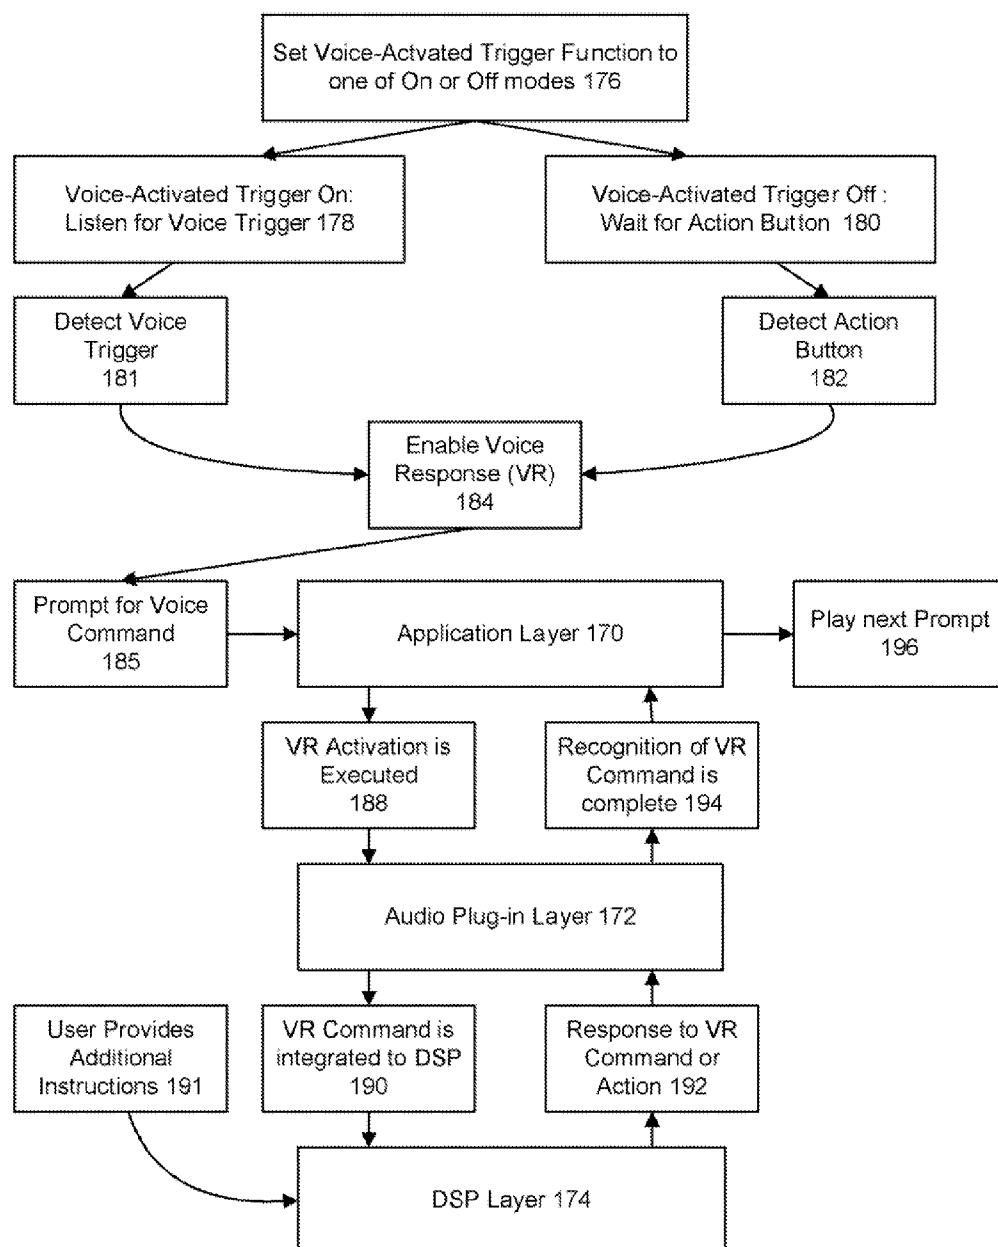 Set Voice-Actvated Trigger Function to
one of On or Off modes 176
Voice-Activated Trigger On:
Listen for Voice Trigger 178
Voice-Activated Trigger Off :
Wait for Action Button 180
Detect Voice
Trigger
181
Detect Action
Button
182
Enable Voice
Response (VR)
184
Prompt for Voice
Command
185
Application Layer 170
Play next Prompt
196
VR Activation is
Executed
188
Recognition of VR
Command is
complete 194
Audio Plug-in Layer 172
User Provides
Additional
Instructions 191
VR Command is
integrated to DSP
190
Response to VR
Command or
Action 192
DSP Layer 174